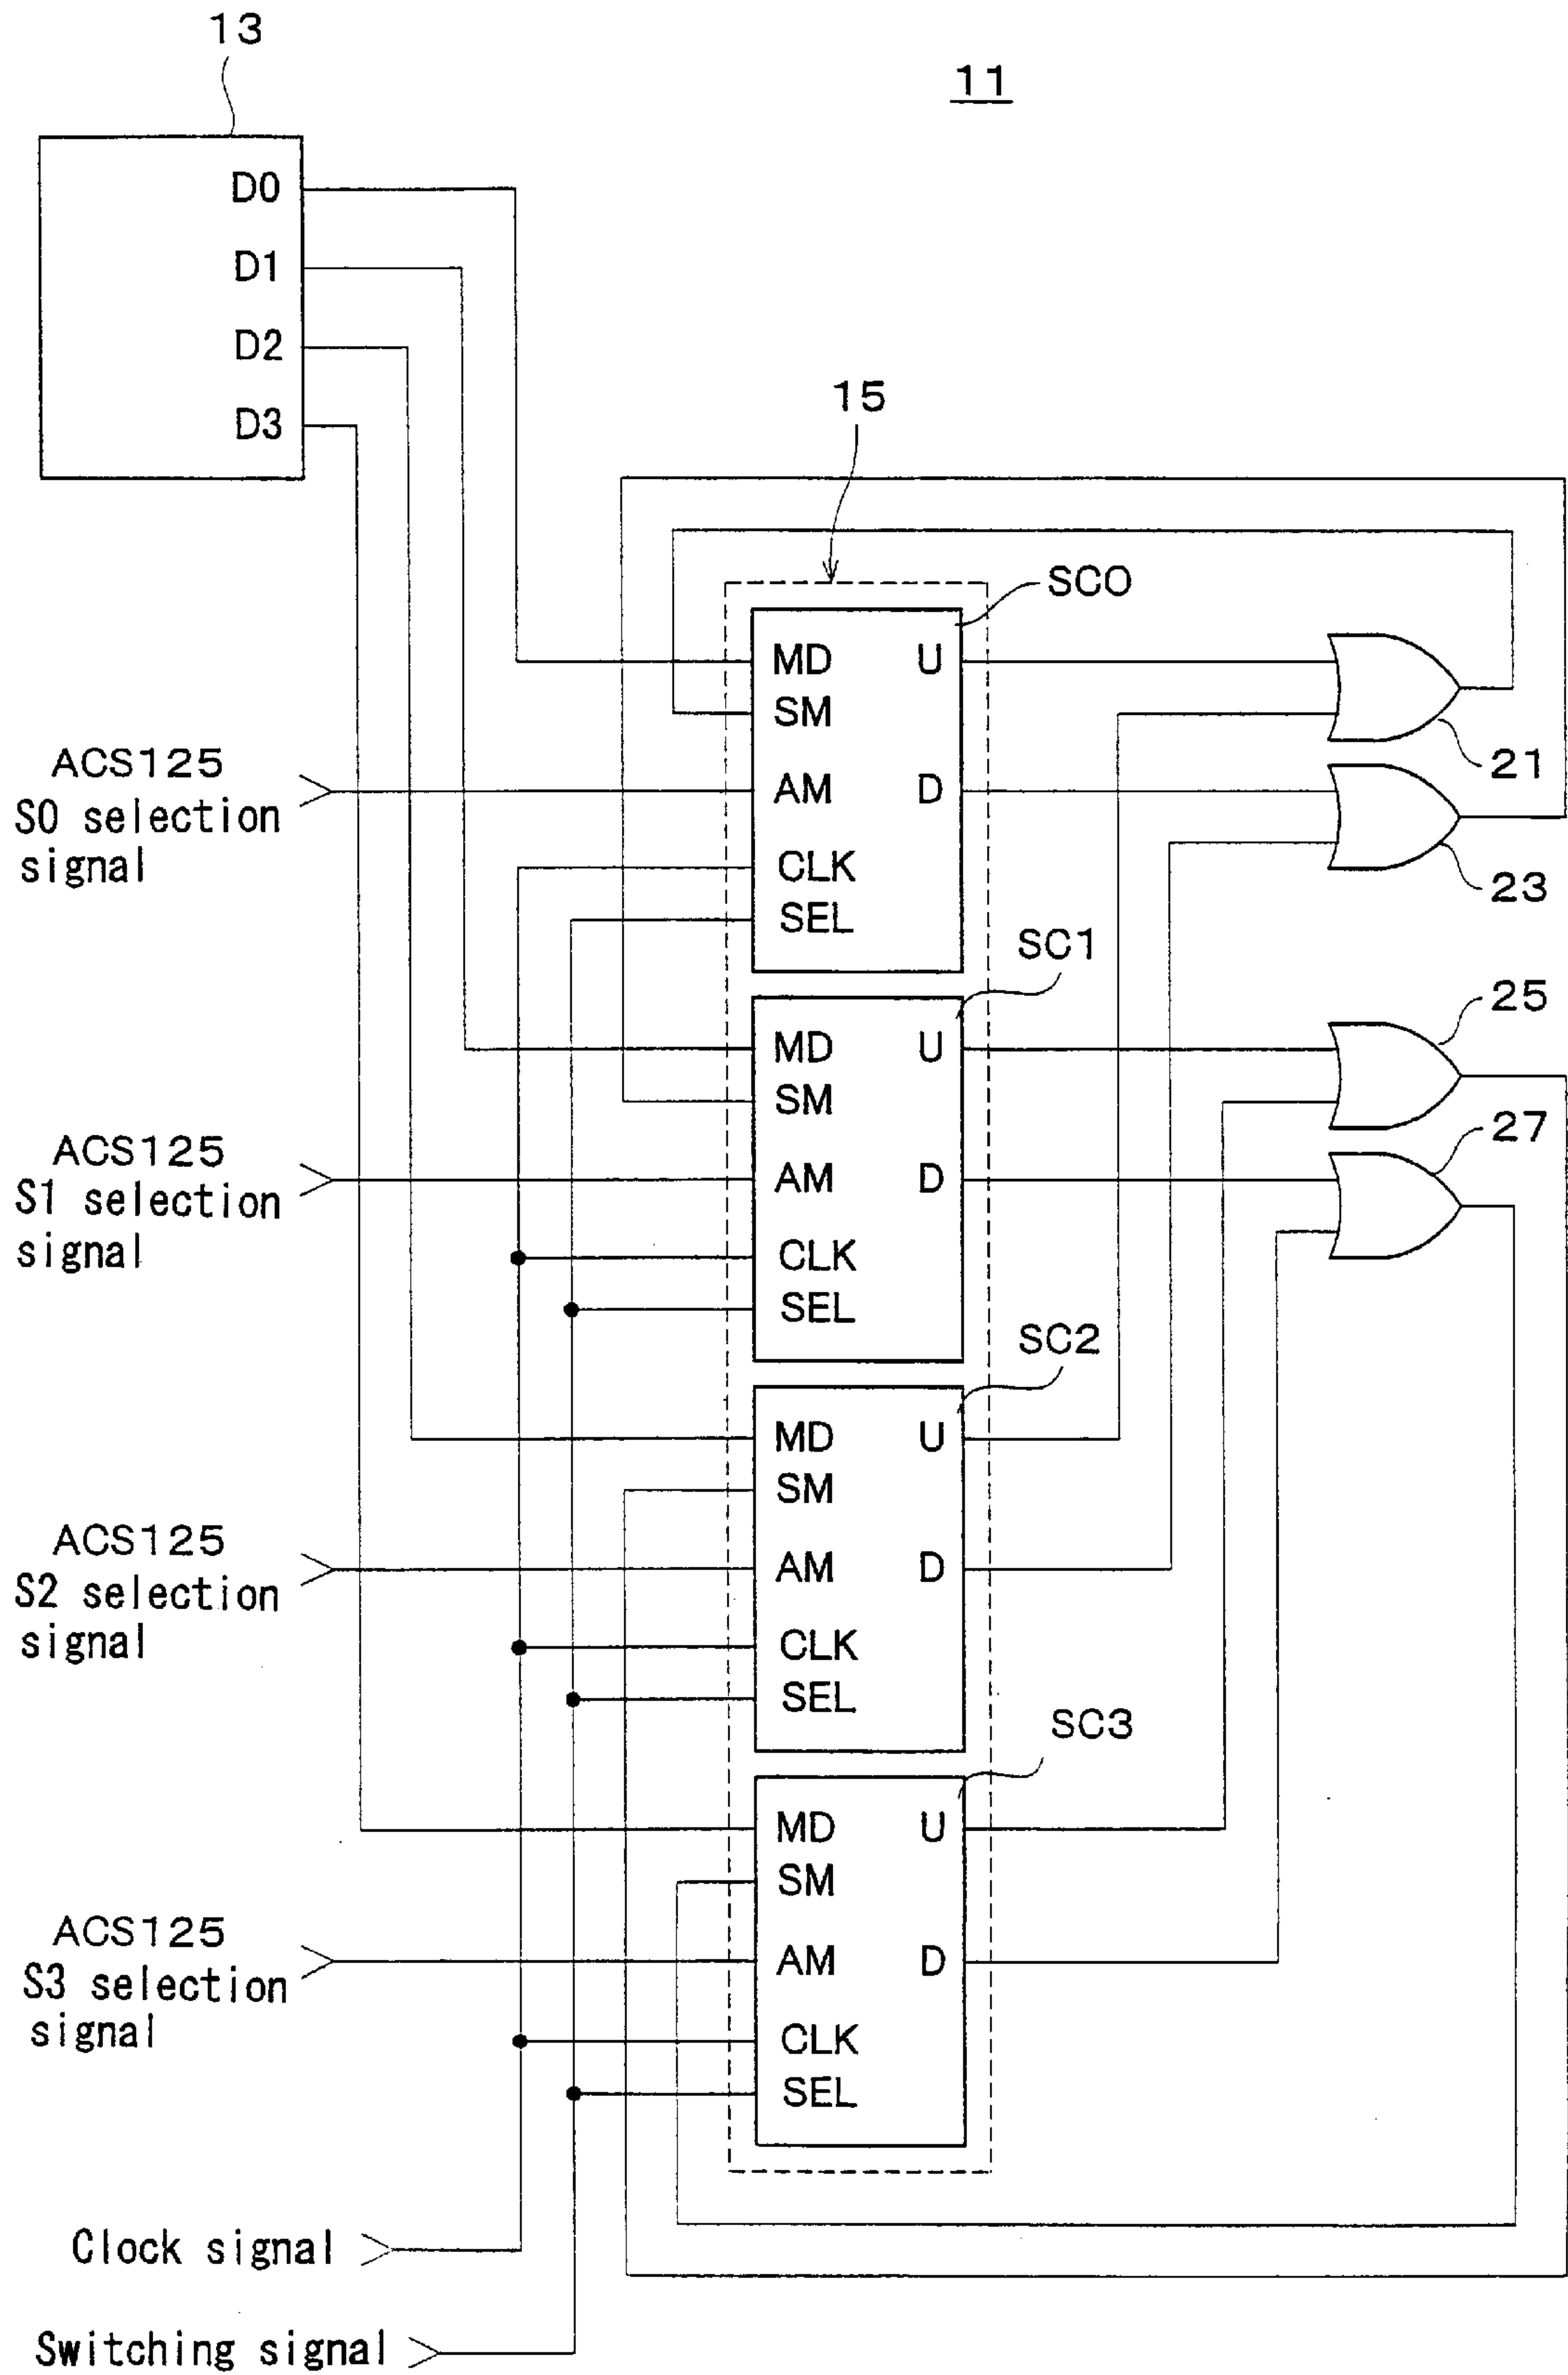 13
11
D0
D1
D2
D3
15
SC0
MD U
SM
AM D
CLK
SEL
21
23
ACS125
S0 selection
signal
SC1
MD U
SM
AM D
CLK
SEL
25
27
ACS125
S1 selection
signal
SC2
MD U
SM
AM D
CLK
SEL
ACS125
S2 selection
signal
SC3
MD U
SM
AM D
CLK
SEL
ACS125
S3 selection
signal
Clock signal
Switching signal